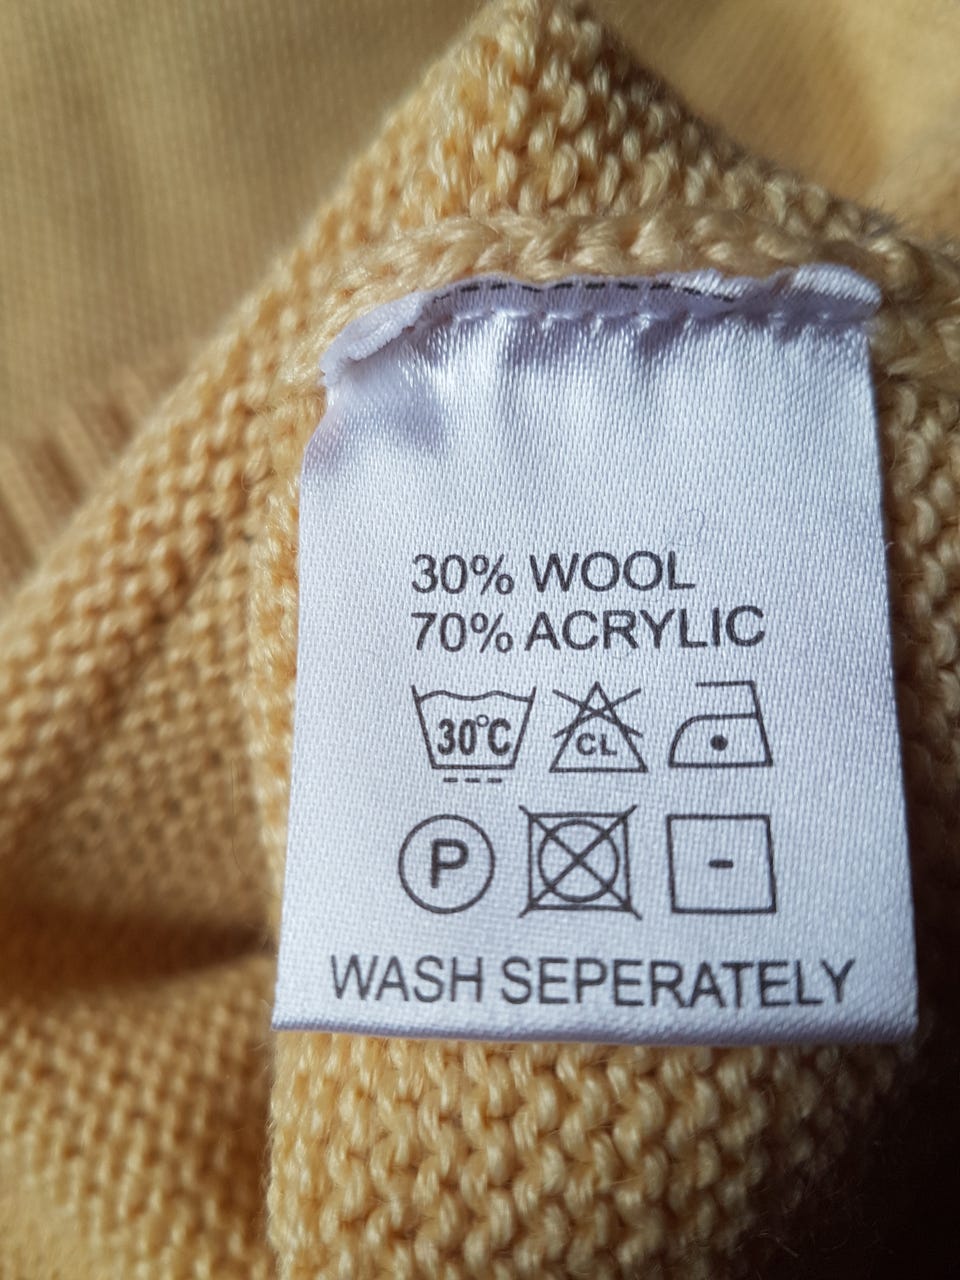 30% WOOL
70% ACRYLIC
30°C CL
P
WASH SEPERATELY